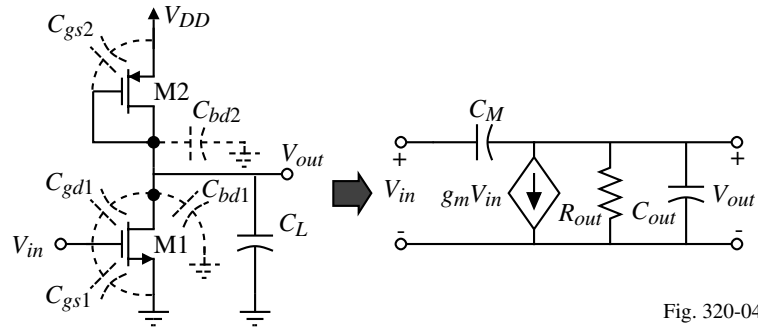 V_DD
C_gs2
M2
C_bd2
V_out
C_gd1
C_bd1
V_in
M1
C_L
C_gs1
C_M
+
+
V_in
g_mV_in
R_out
C_out
V_out
-
-
Fig. 320-04